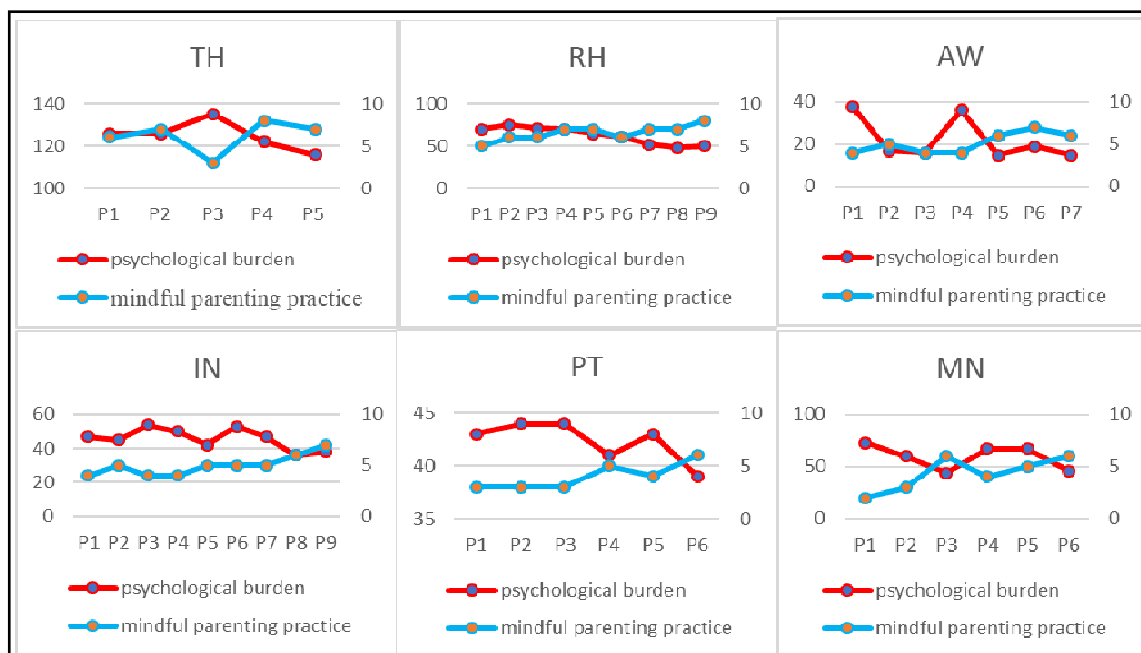 TH
140
120
100
10
5
0
P1 P2 P3 P4 P5
psychological burden
mindful parenting practice
RH
100
50
0
10
5
0
P1 P2 P3 P4 P5 P6 P7 P8 P9
psychological burden
mindful parenting practice
AW
40
20
0
10
5
0
P1 P2 P3 P4 P5 P6 P7
psychological burden
mindful parenting practice
IN
60
40
20
0
10
5
0
P1 P2 P3 P4 P5 P6 P7 P8 P9
psychological burden
mindful parenting practice
PT
45
40
35
10
5
0
P1 P2 P3 P4 P5 P6
psychological burden
mindful parenting practice
MN
100
50
0
10
5
0
P1 P2 P3 P4 P5 P6
psychological burden
mindful parenting practice